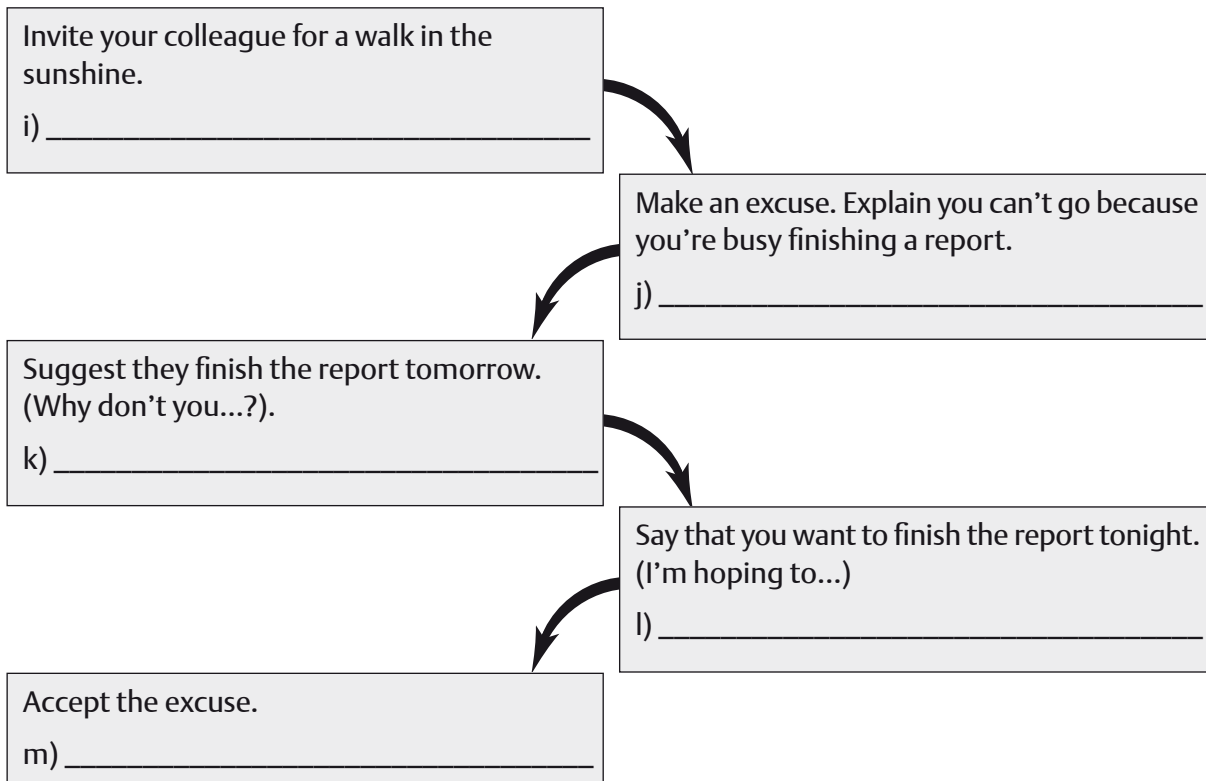 Invite your colleague for a walk in the
sunshine.
i) ___________________________________
Make an excuse. Explain you can’t go because
you’re busy finishing a report.
j) ___________________________________
Suggest they finish the report tomorrow.
(Why don’t you...?).
k) ___________________________________
Say that you want to finish the report tonight.
(I’m hoping to...)
l) ___________________________________
Accept the excuse.
m) __________________________________